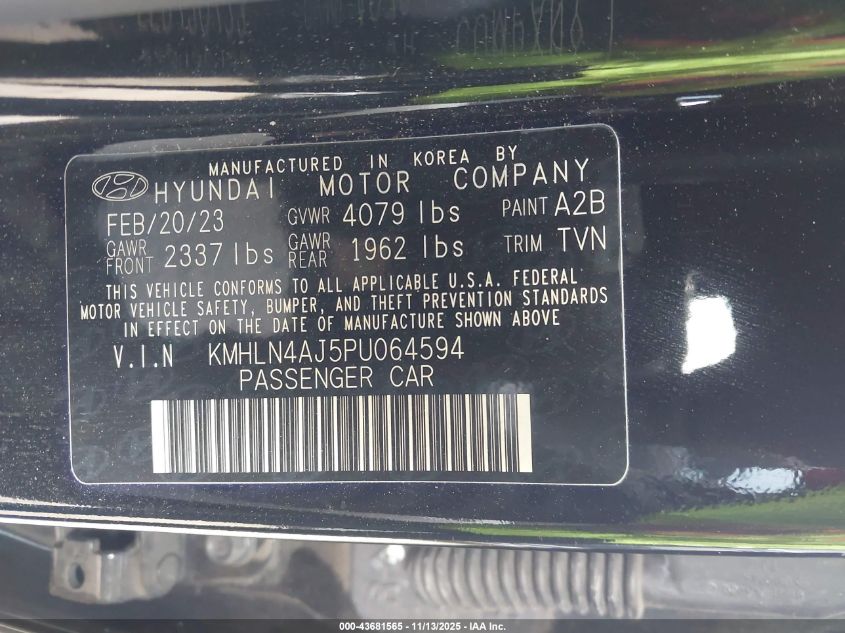 MANUFACTURED IN KOREA BY
HYUNDAI MOTOR COMPANY
FEB/20/23 GVWR 4079 lbs PAINT A2B
GAWR FRONT 2337 lbs GAWR REAR 1962 lbs TRIM TVN
THIS VEHICLE CONFORMS TO ALL APPLICABLE U.S.A. FEDERAL
MOTOR VEHICLE SAFETY, BUMPER, AND THEFT PREVENTION STANDARDS
IN EFFECT ON THE DATE OF MANUFACTURE SHOWN ABOVE
V.I.N KMHLN4AJ5PU064594
PASSENGER CAR
000-43681565 - 11/13/2025 - IAA Inc.